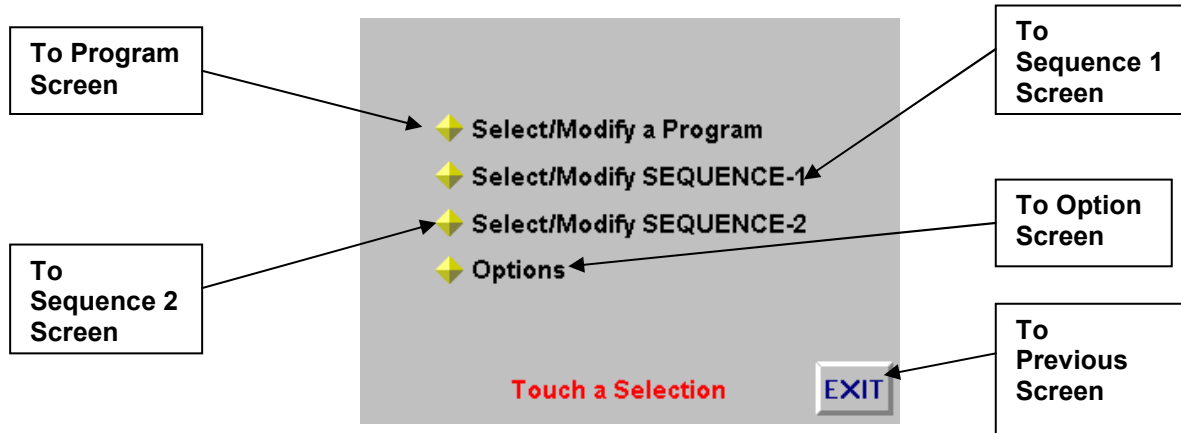 To Program
Screen
To
Sequence 1
Screen
Select/Modify a Program
Select/Modify SEQUENCE-1
Select/Modify SEQUENCE-2
Options
To Option
Screen
To
Sequence 2
Screen
To
Previous
Screen
Touch a Selection
EXIT